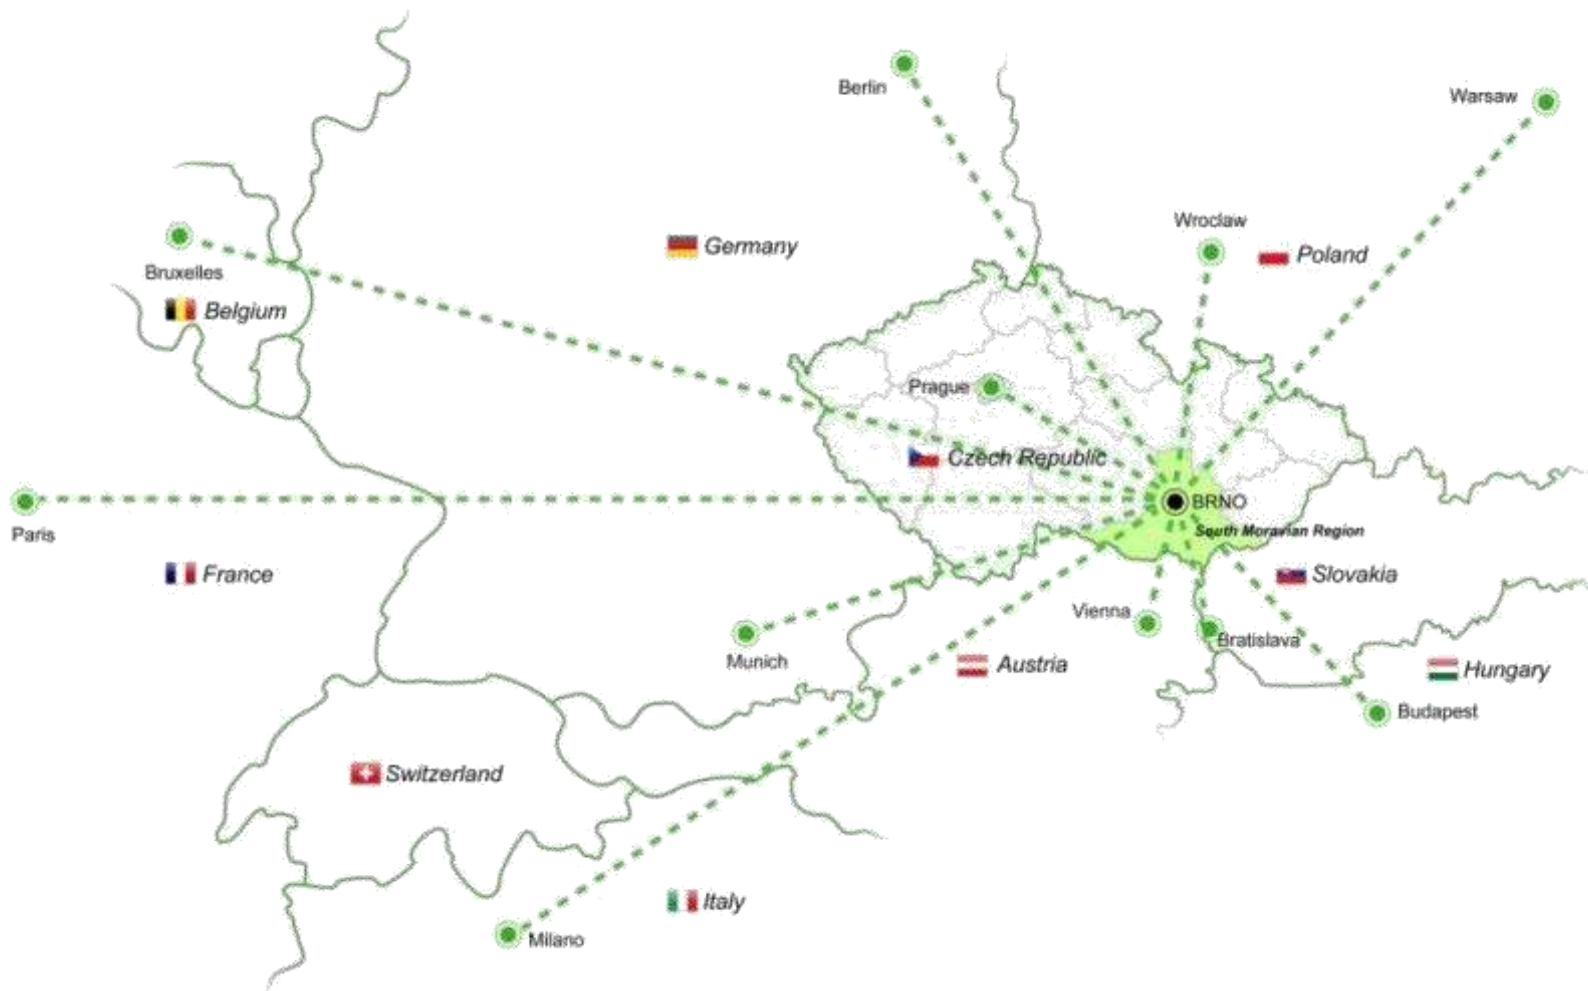 Berlin
Warsaw
Wroclaw
Germany
Poland
Bruxelles
Belgium
Prague
Czech Republic
BRNO
South Moravian Region
Paris
France
Slovakia
Vienna
Bratislava
Munich
Austria
Hungary
Budapest
Switzerland
Italy
Milano